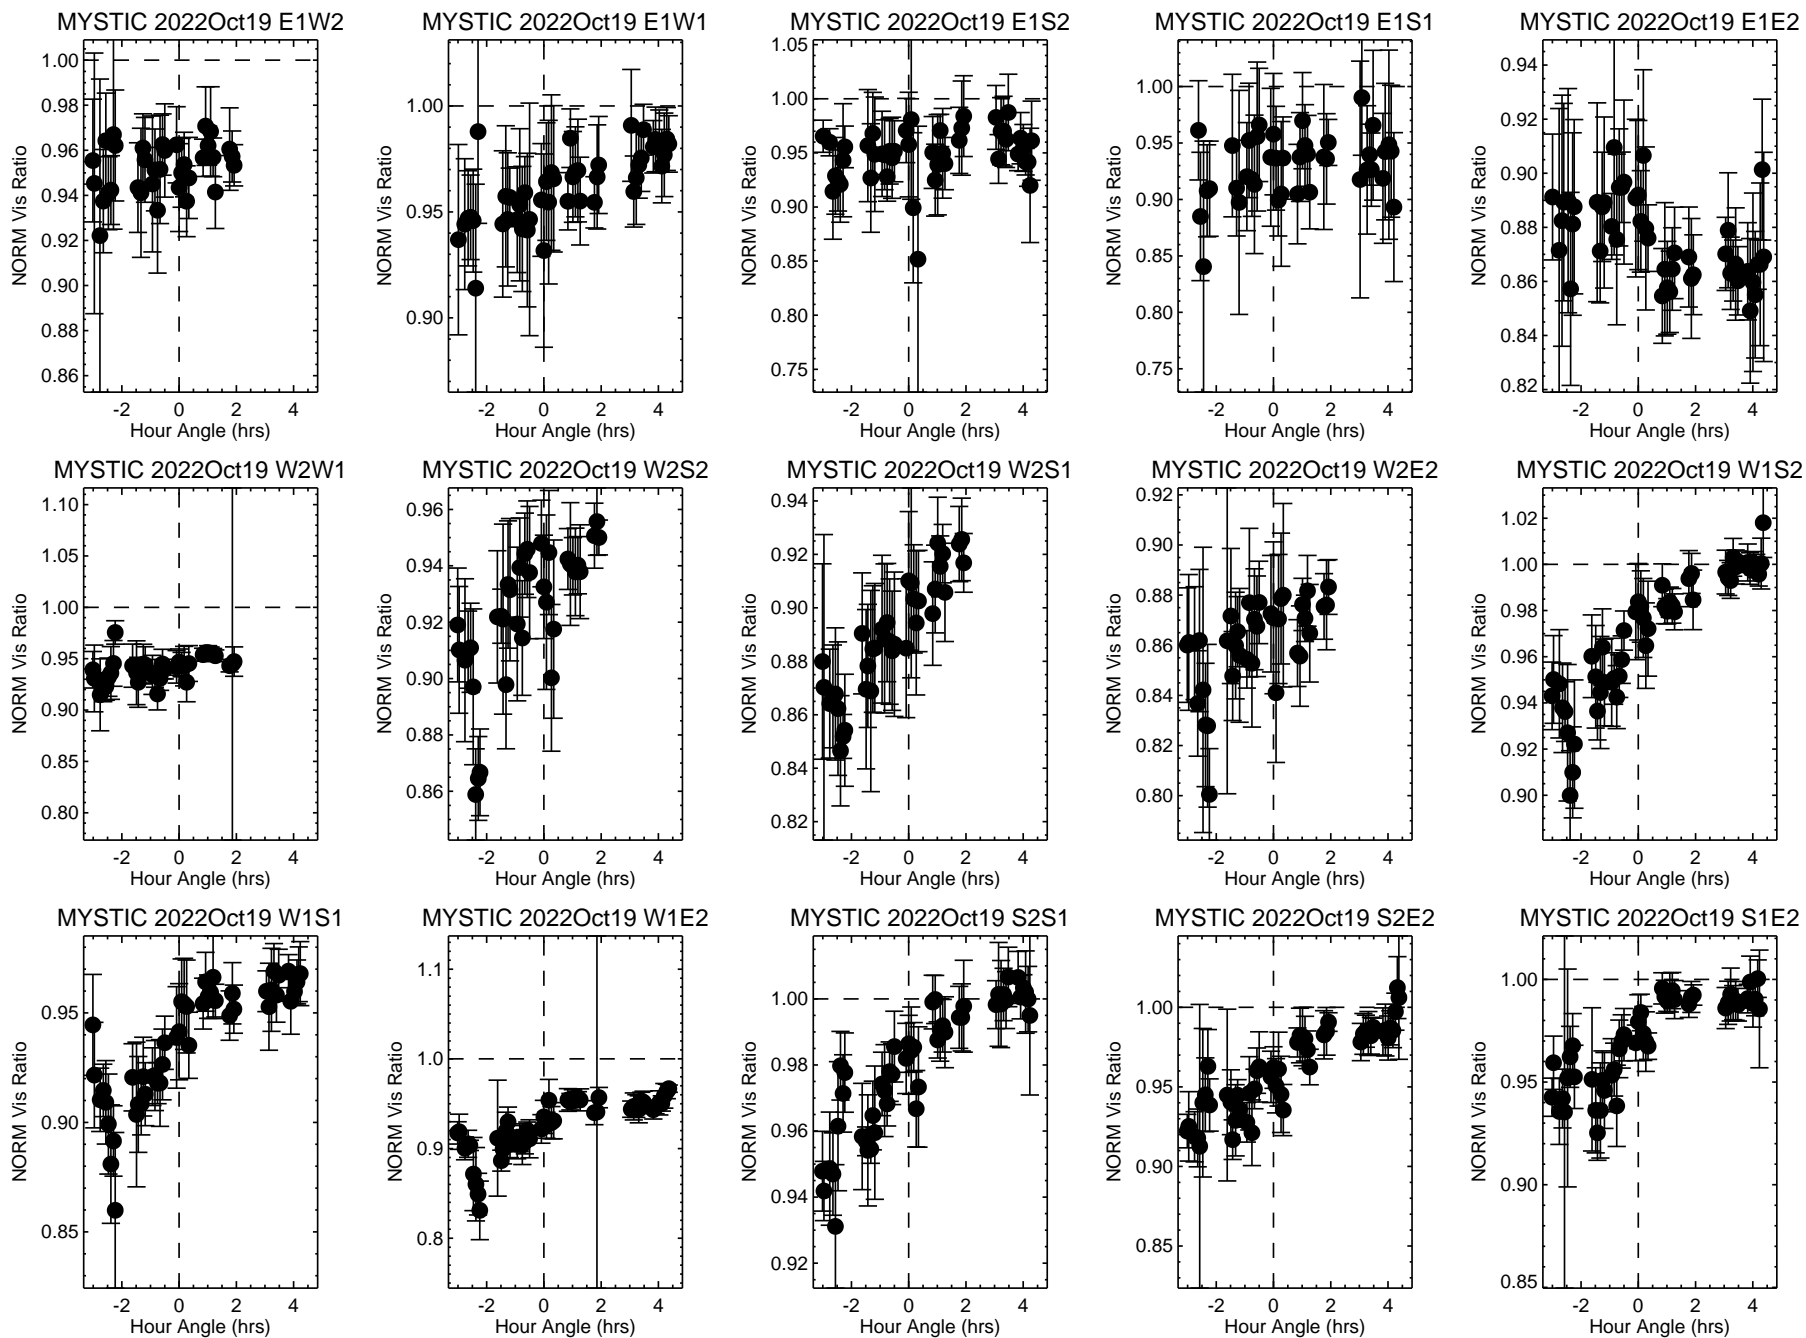 MYSTIC 2022Oct19 E1W2
MYSTIC 2022Oct19 E1W1
MYSTIC 2022Oct19 E1S2
MYSTIC 2022Oct19 E1S1
MYSTIC 2022Oct19 E1E2
NORM Vis Ratio
1.00
0.98
0.96
0.94
0.92
0.90
0.88
0.86
-2 0 2 4
Hour Angle (hrs)
NORM Vis Ratio
1.00
0.95
0.90
-2 0 2 4
Hour Angle (hrs)
NORM Vis Ratio
1.05
1.00
0.95
0.90
0.85
0.80
0.75
-2 0 2 4
Hour Angle (hrs)
NORM Vis Ratio
1.00
0.95
0.90
0.85
0.80
0.75
-2 0 2 4
Hour Angle (hrs)
NORM Vis Ratio
0.94
0.92
0.90
0.88
0.86
0.84
0.82
-2 0 2 4
Hour Angle (hrs)
MYSTIC 2022Oct19 W2W1
MYSTIC 2022Oct19 W2S2
MYSTIC 2022Oct19 W2S1
MYSTIC 2022Oct19 W2E2
MYSTIC 2022Oct19 W1S2
NORM Vis Ratio
1.10
1.05
1.00
0.95
0.90
0.85
0.80
-2 0 2 4
Hour Angle (hrs)
NORM Vis Ratio
0.96
0.94
0.92
0.90
0.88
0.86
-2 0 2 4
Hour Angle (hrs)
NORM Vis Ratio
0.94
0.92
0.90
0.88
0.86
0.84
0.82
-2 0 2 4
Hour Angle (hrs)
NORM Vis Ratio
0.92
0.90
0.88
0.86
0.84
0.82
0.80
-2 0 2 4
Hour Angle (hrs)
NORM Vis Ratio
1.02
1.00
0.98
0.96
0.94
0.92
0.90
-2 0 2 4
Hour Angle (hrs)
MYSTIC 2022Oct19 W1S1
MYSTIC 2022Oct19 W1E2
MYSTIC 2022Oct19 S2S1
MYSTIC 2022Oct19 S2E2
MYSTIC 2022Oct19 S1E2
NORM Vis Ratio
0.95
0.90
0.85
-2 0 2 4
Hour Angle (hrs)
NORM Vis Ratio
1.1
1.0
0.9
0.8
-2 0 2 4
Hour Angle (hrs)
NORM Vis Ratio
1.00
0.98
0.96
0.94
0.92
-2 0 2 4
Hour Angle (hrs)
NORM Vis Ratio
1.00
0.95
0.90
0.85
-2 0 2 4
Hour Angle (hrs)
NORM Vis Ratio
1.00
0.95
0.90
0.85
-2 0 2 4
Hour Angle (hrs)